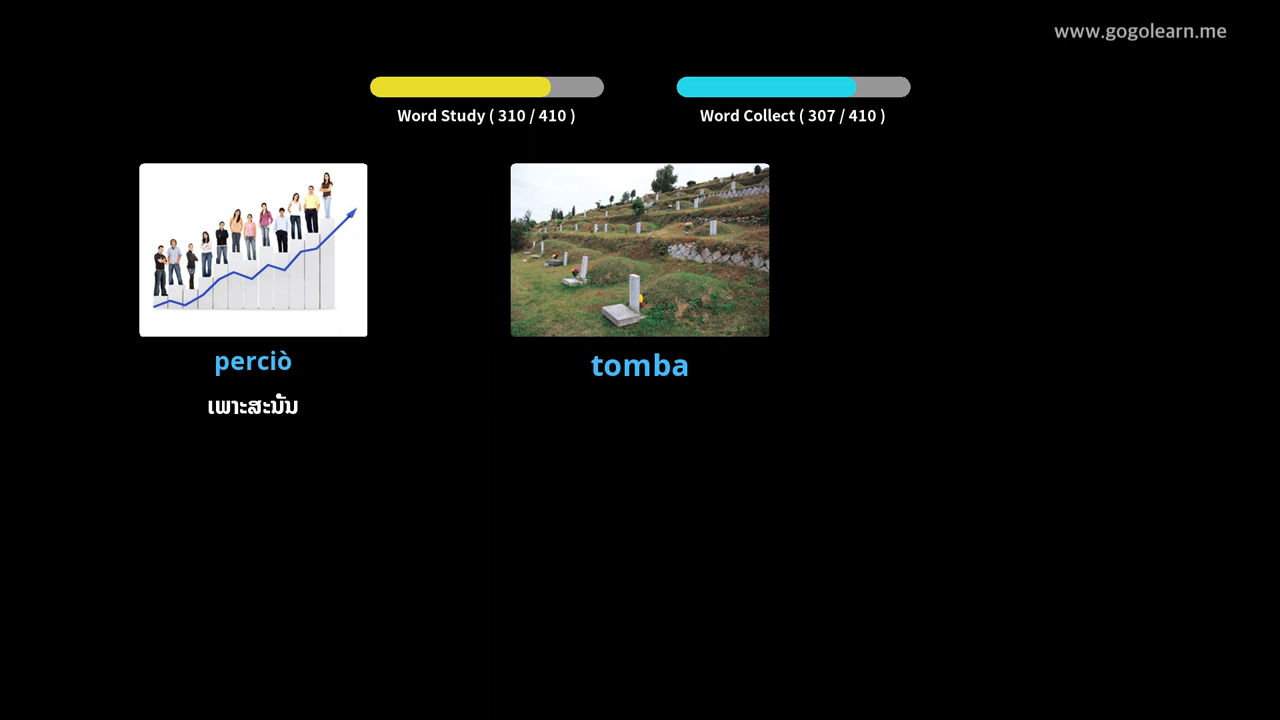 www.gogolearn.me
Word Study ( 310 / 410 )
Word Collect ( 307 / 410 )
perciò
ເພາະສະນັ້ນ
tomba